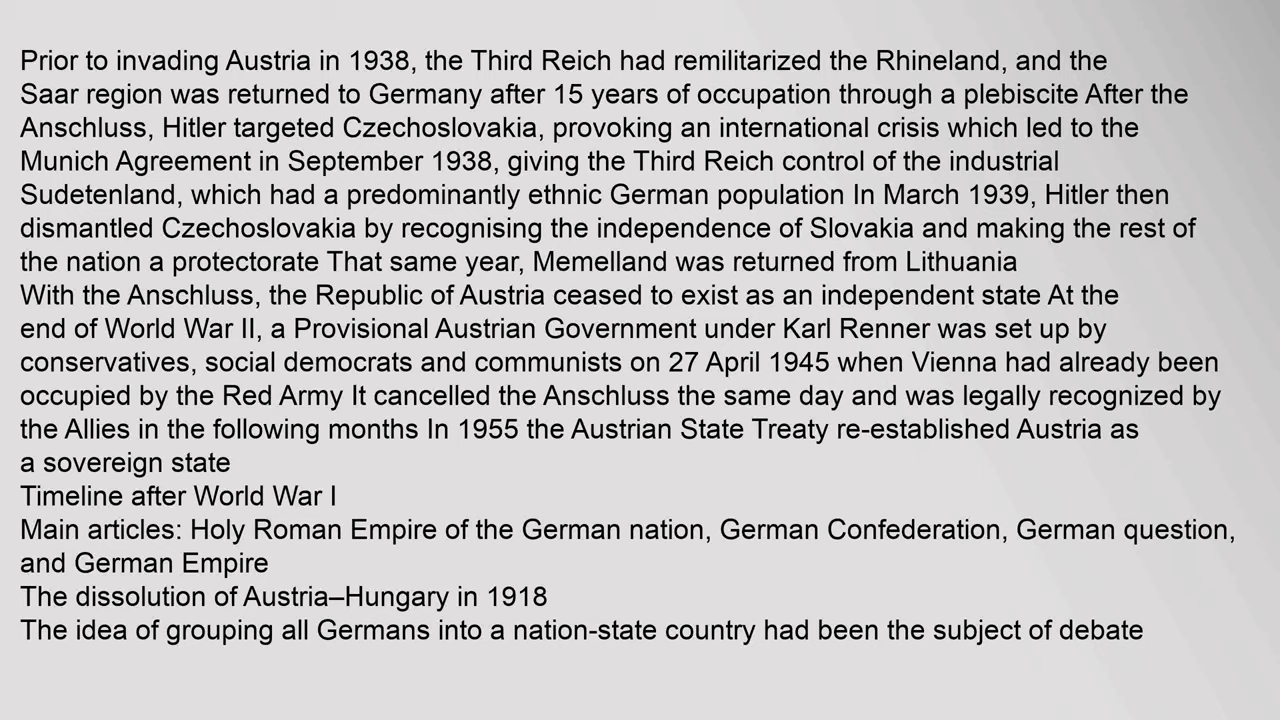 Prior to invading Austria in 1938, the Third Reich had remilitarized the Rhineland, and the
Saar region was returned to Germany after 15 years of occupation through a plebiscite After the
Anschluss, Hitler targeted Czechoslovakia, provoking an international crisis which led to the
Munich Agreement in September 1938, giving the Third Reich control of the industrial
Sudetenland, which had a predominantly ethnic German population In March 1939, Hitler then
dismantled Czechoslovakia by recognising the independence of Slovakia and making the rest of
the nation a protectorate That same year, Memelland was returned from Lithuania
With the Anschluss, the Republic of Austria ceased to exist as an independent state At the
end of World War II, a Provisional Austrian Government under Karl Renner was set up by
conservatives, social democrats and communists on 27 April 1945 when Vienna had already been
occupied by the Red Army It cancelled the Anschluss the same day and was legally recognized by
the Allies in the following months In 1955 the Austrian State Treaty re-established Austria as
a sovereign state
Timeline after World War I
Main articles: Holy Roman Empire of the German nation, German Confederation, German question,
and German Empire
The dissolution of Austria–Hungary in 1918
The idea of grouping all Germans into a nation-state country had been the subject of debate